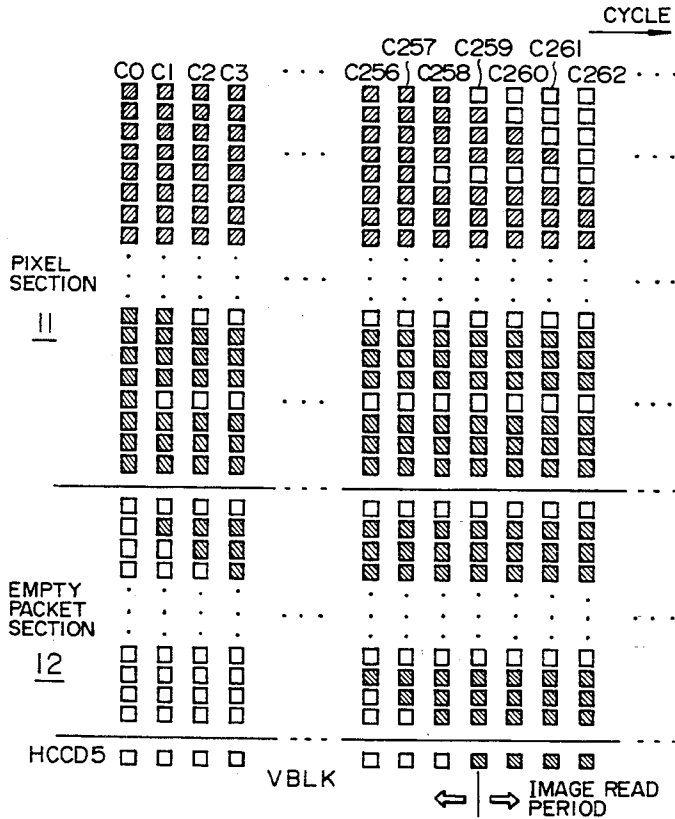 CYCLE
C257 C259 C261
C0 C1 C2 C3 ... C256 C258 C260 C262 ...
PIXEL
SECTION
11
EMPTY
PACKET
SECTION
12
HCCD5
VBLK
IMAGE READ
PERIOD